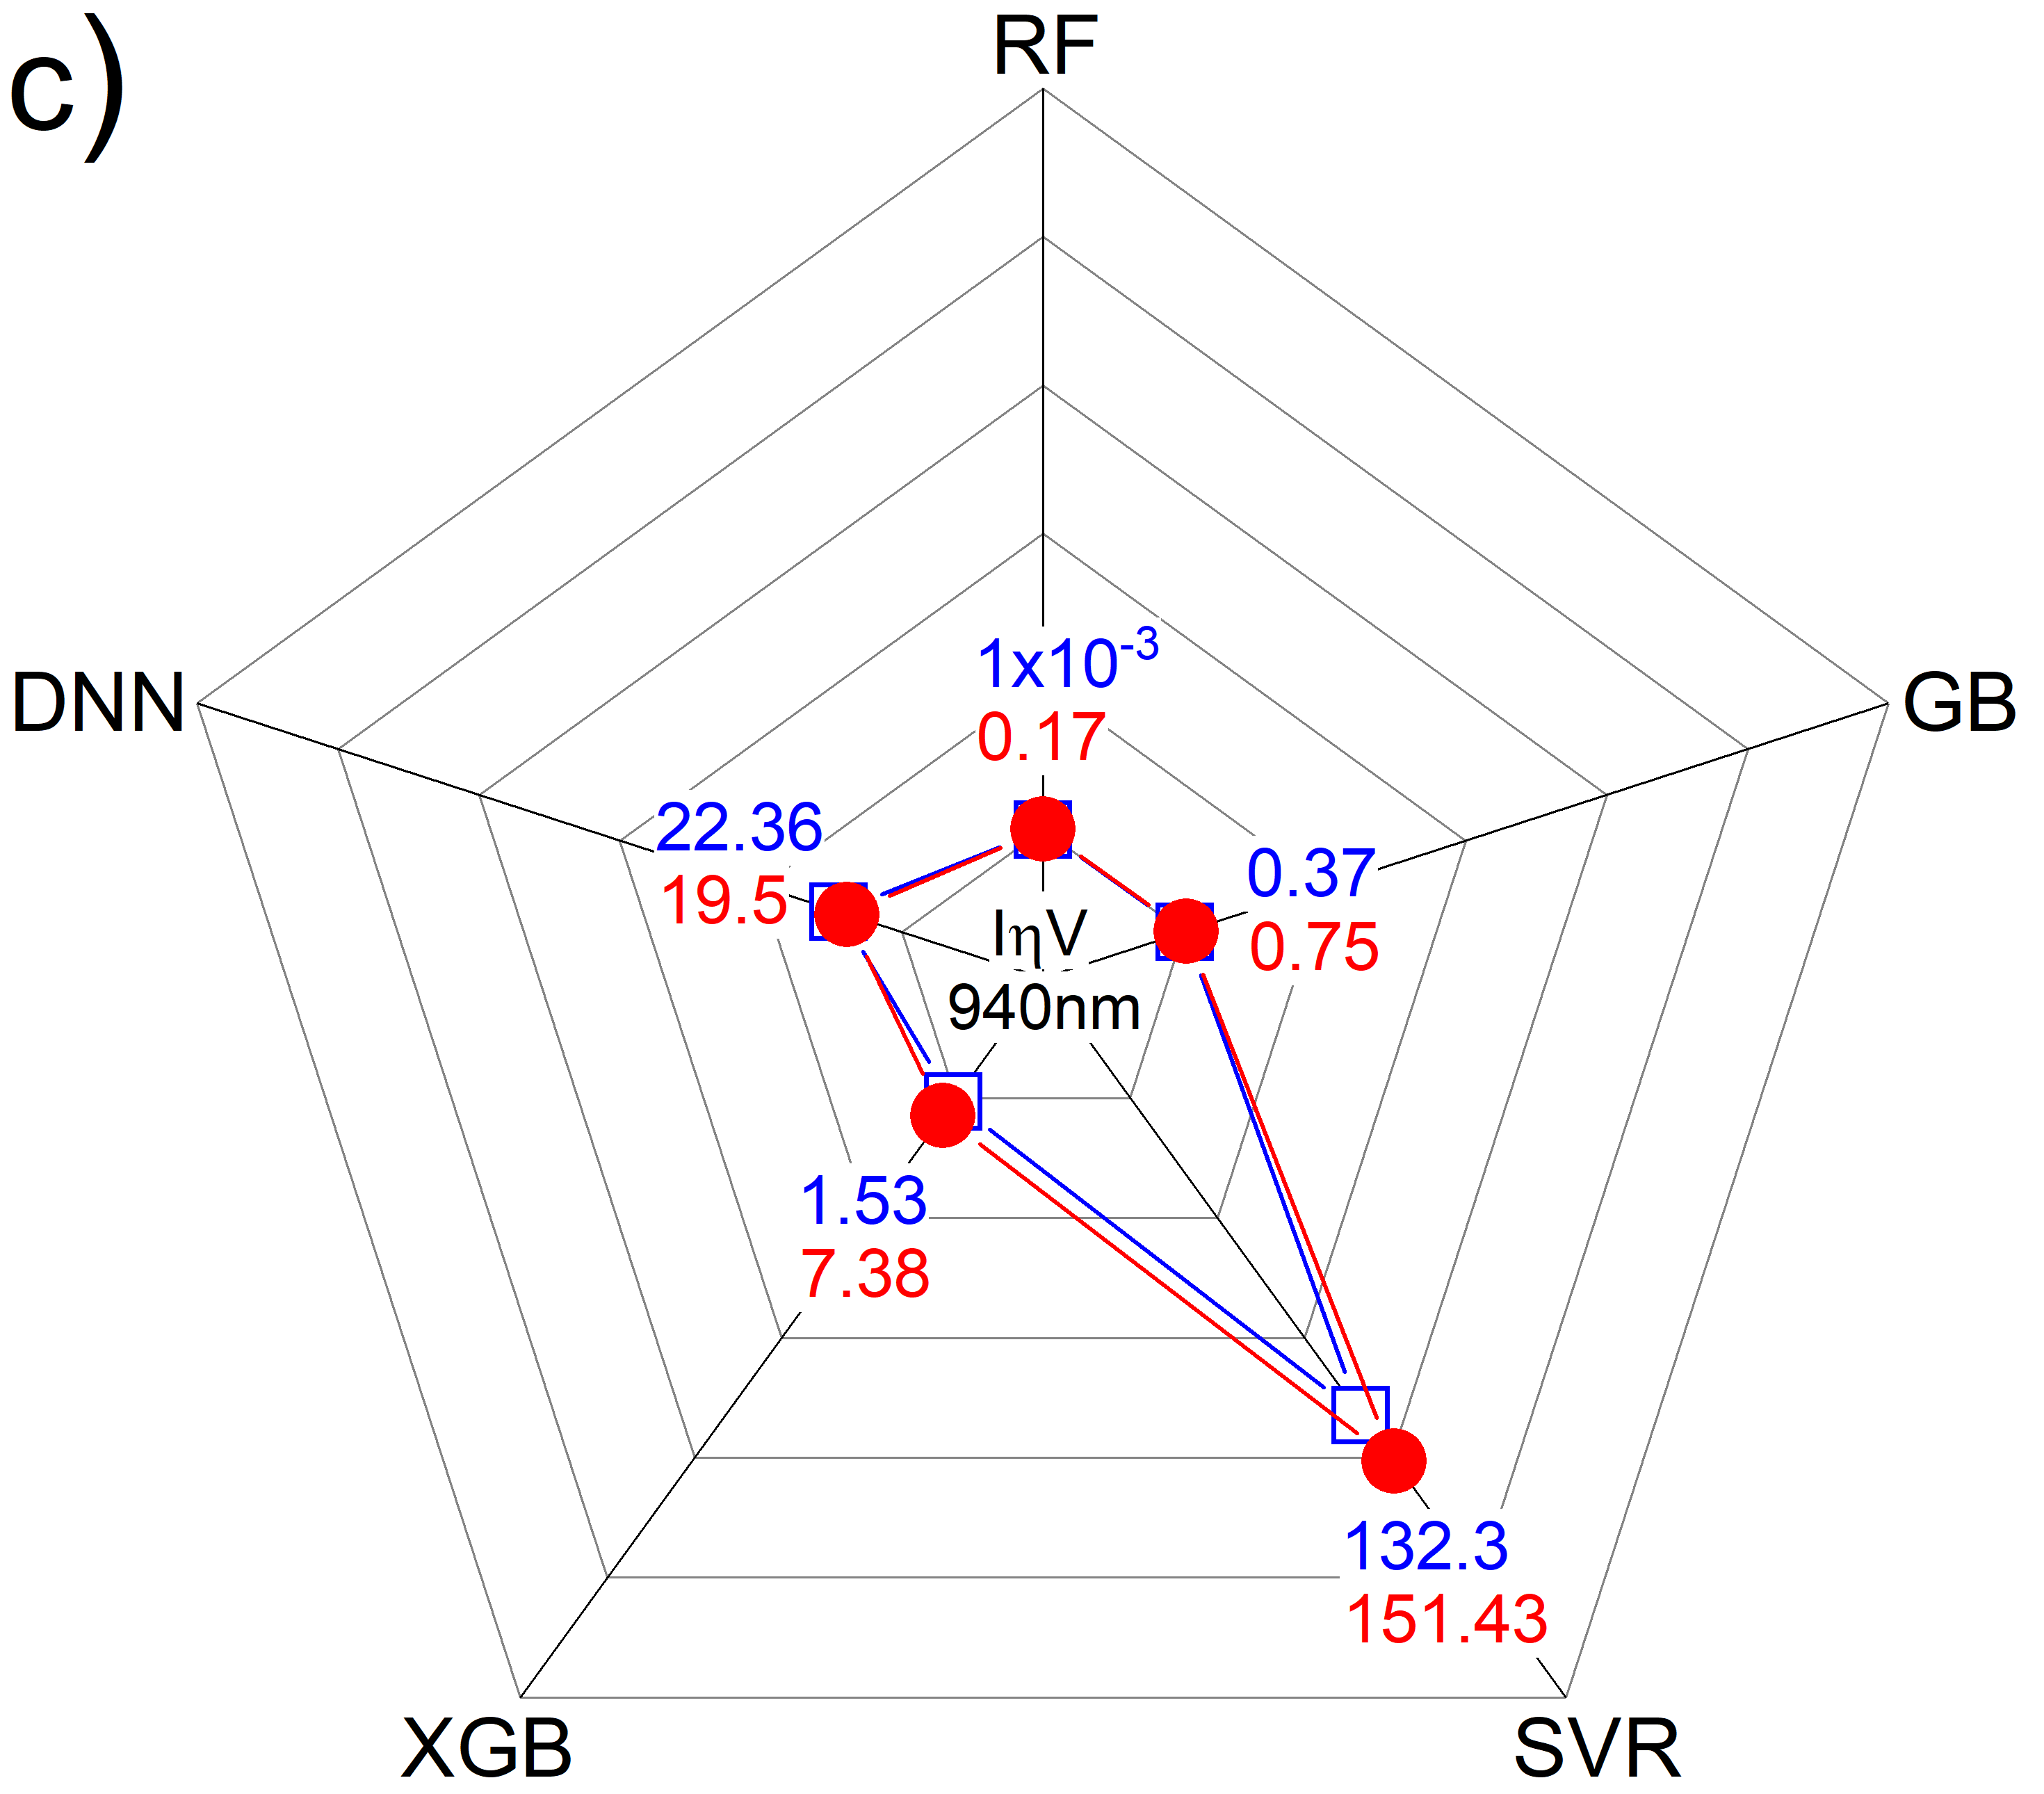 c)
RF
DNN
GB
1x10⁻³
0.17
22.36
19.5
0.37
0.75
IηV
940nm
1.53
7.38
132.3
151.43
XGB
SVR